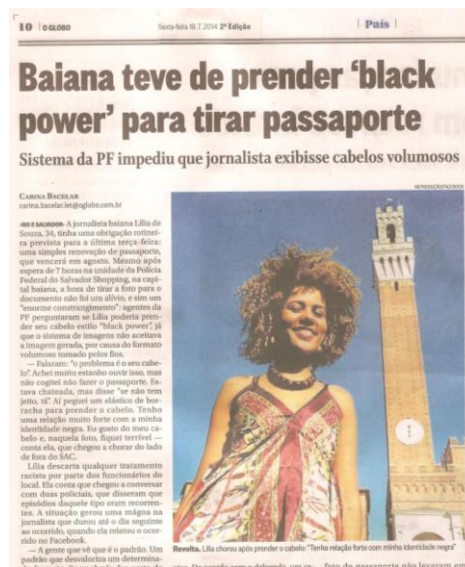 10 | O GLOBO
Sexta-feira 18.7.2014 2ª Edição
| País |
Baiana teve de prender ‘black
power’ para tirar passaporte
Sistema da PF impediu que jornalista exibisse cabelos volumosos
CARINA BACELAR
carina.bacelar.let@oglobo.com.br
-RIO E SALVADOR- A jornalista baiana Lília de
Souza, 34, tinha uma obrigação rotinei-
ra prevista para a última terça-feira:
uma simples renovação de passaporte,
que vencerá em agosto. Mesmo após
espera de 7 horas na unidade da Polícia
Federal do Salvador Shopping, na capi-
tal baiana, a hora de tirar a foto para o
documento não foi um alívio, e sim um
“enorme constrangimento”: agentes da
PF perguntaram se Lília poderia pren-
der seu cabelo estilo “black power”, já
que o sistema de imagens não aceitava
a imagem gerada, por causa do formato
volumoso tomado pelos fios.
— Falaram: “o problema é o seu cabe-
lo”. Achei muito estranho ouvir isso, mas
não cogitei não fazer o passaporte. Es-
tava chateada, mas disse “se não tem
jeito, tá”. Aí peguei um elástico de bor-
racha para prender o cabelo. Tenho
uma relação muito forte com a minha
identidade negra. Eu gosto do meu ca-
belo e, naquela foto, fiquei terrível —
conta ela, que chegou a chorar do lado
de fora do SAC.
Lília descarta qualquer tratamento
racista por parte dos funcionários do
local. Ela conta que chegou a conversar
com duas policiais, que disseram que
episódios daquele tipo eram recorren-
tes. A situação gerou uma mágoa na
jornalista que durou até o dia seguinte
ao ocorrido, quando ela relatou o ocor-
rido no Facebook.
— A gente que vê que é o padrão. Um
padrão que desvaloriza um determina-
REPRODUÇÃO/FACEBOOK
Revolta. Lília chorou após prender o cabelo: “Tenho relação forte com minha identidade negra”
foto do passaporte não levavam em